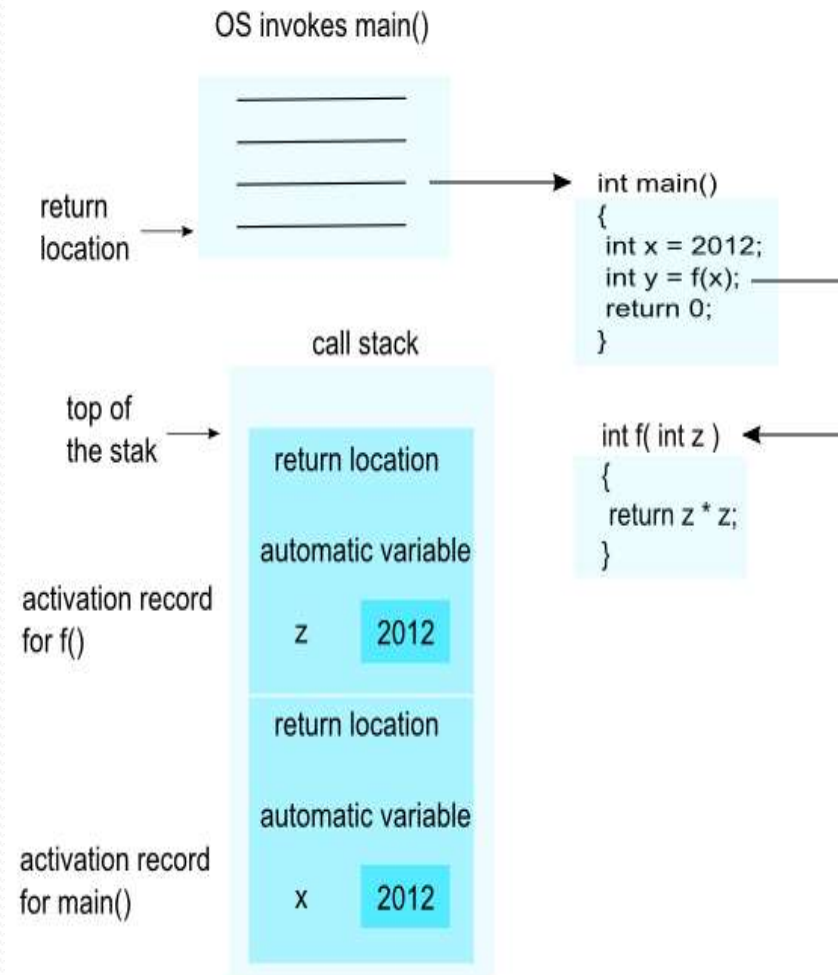 OS invokes main()
return
location
int main()
{
int x = 2012;
int y = f(x);
return 0;
}
call stack
top of
the stak
return location
automatic variable
z 2012
activation record
for f()
return location
automatic variable
x 2012
activation record
for main()
int f( int z )
{
return z * z;
}